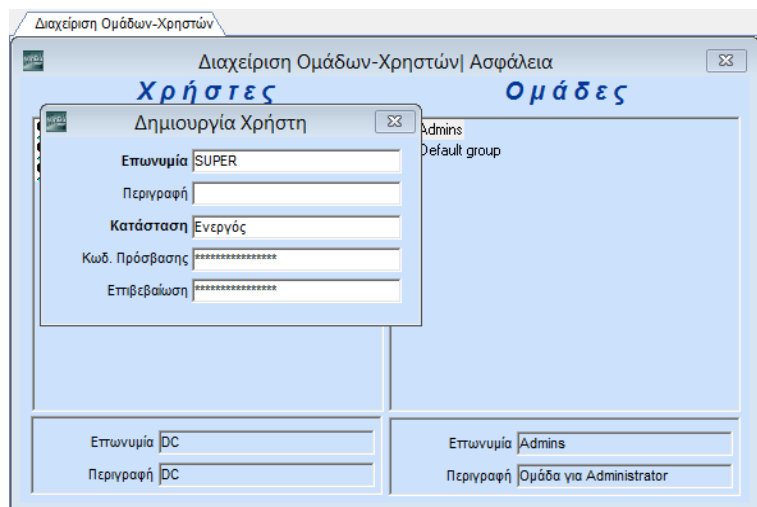 Διαχείριση Ομάδων-Χρηστών
Διαχείριση Ομάδων-Χρηστών| Ασφάλεια
Χρήστες
Ομάδες
Δημιουργία Χρήστη
Επωνυμία SUPER
Περιγραφή
Κατάσταση Ενεργός
Κωδ. Πρόσβασης ****************
Επιβεβαίωση ****************
Admins
Default group
Επωνυμία DC
Περιγραφή DC
Επωνυμία Admins
Περιγραφή Ομάδα για Administrator